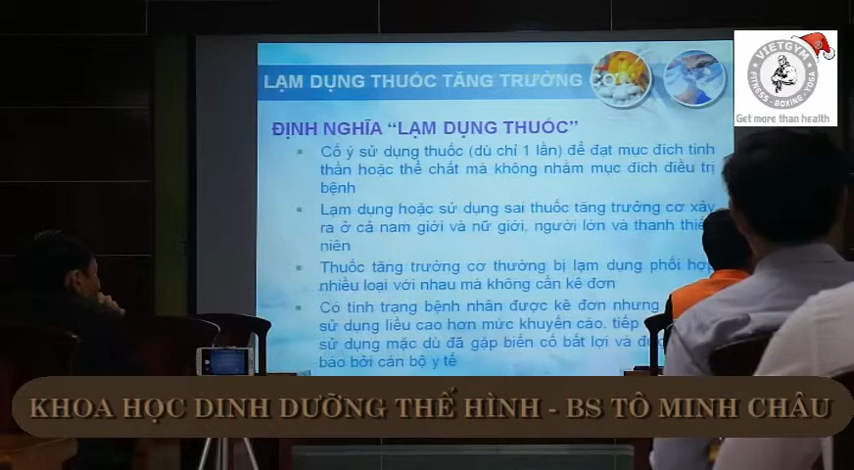 LẠM DỤNG THUỐC TĂNG TRƯỞNG CƠ
VIETGYM
FITNESS - BOXING - YOGA
Get more than health
ĐỊNH NGHĨA “LẠM DỤNG THUỐC”
Cố ý sử dụng thuốc (dù chỉ 1 lần) để đạt mục đích tinh
thần hoặc thể chất mà không nhằm mục đích điều trị
bệnh
Lạm dụng hoặc sử dụng sai thuốc tăng trưởng cơ xảy
ra ở cả nam giới và nữ giới, người lớn và thanh thiế
niên
Thuốc tăng trưởng cơ thường bị lạm dụng phối hợp
nhiều loại với nhau mà không cần kê đơn
Có tình trạng bệnh nhân được kê đơn nhưng
sử dụng liều cao hơn mức khuyến cáo, tiếp
sử dụng mặc dù đã gặp biến cố bất lợi và đượ
báo bởi cán bộ y tế
KHOA HỌC DINH DƯỠNG THỂ HÌNH - BS TÔ MINH CHÂU